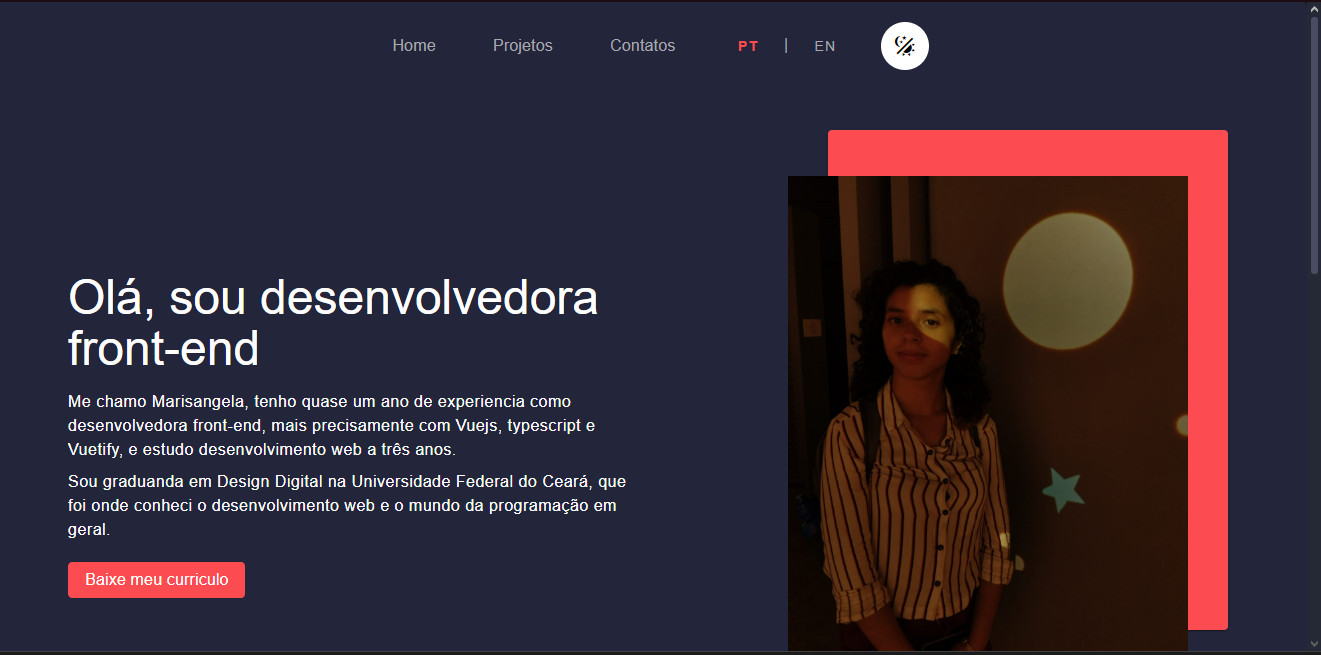 Home Projetos Contatos PT | EN
Olá, sou desenvolvedora
front-end
Me chamo Marisangela, tenho quase um ano de experiencia como
desenvolvedora front-end, mais precisamente com Vuejs, typescript e
Vuetify, e estudo desenvolvimento web a três anos.
Sou graduanda em Design Digital na Universidade Federal do Ceará, que
foi onde conheci o desenvolvimento web e o mundo da programação em
geral.
Baixe meu curriculo